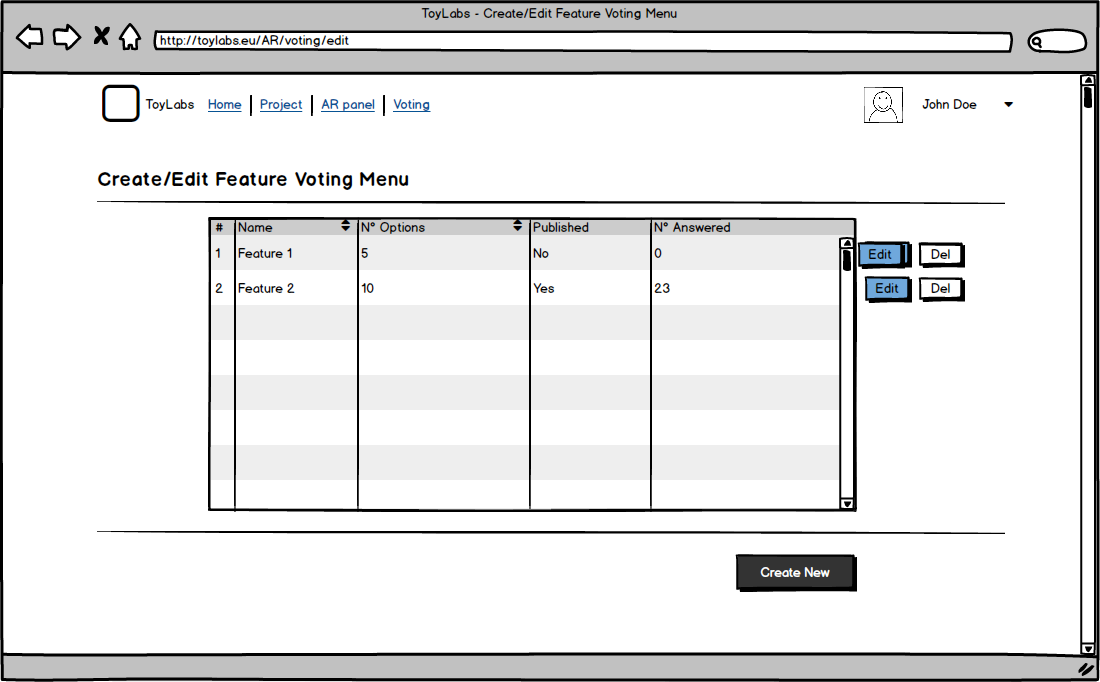 ToyLabs - Create/Edit Feature Voting Menu
http://toylabs.eu/AR/voting/edit
ToyLabs Home Project AR panel Voting John Doe
Create/Edit Feature Voting Menu
# Name N° Options Published N° Answered
1 Feature 1 5 No 0 Edit Del
2 Feature 2 10 Yes 23 Edit Del
Create New